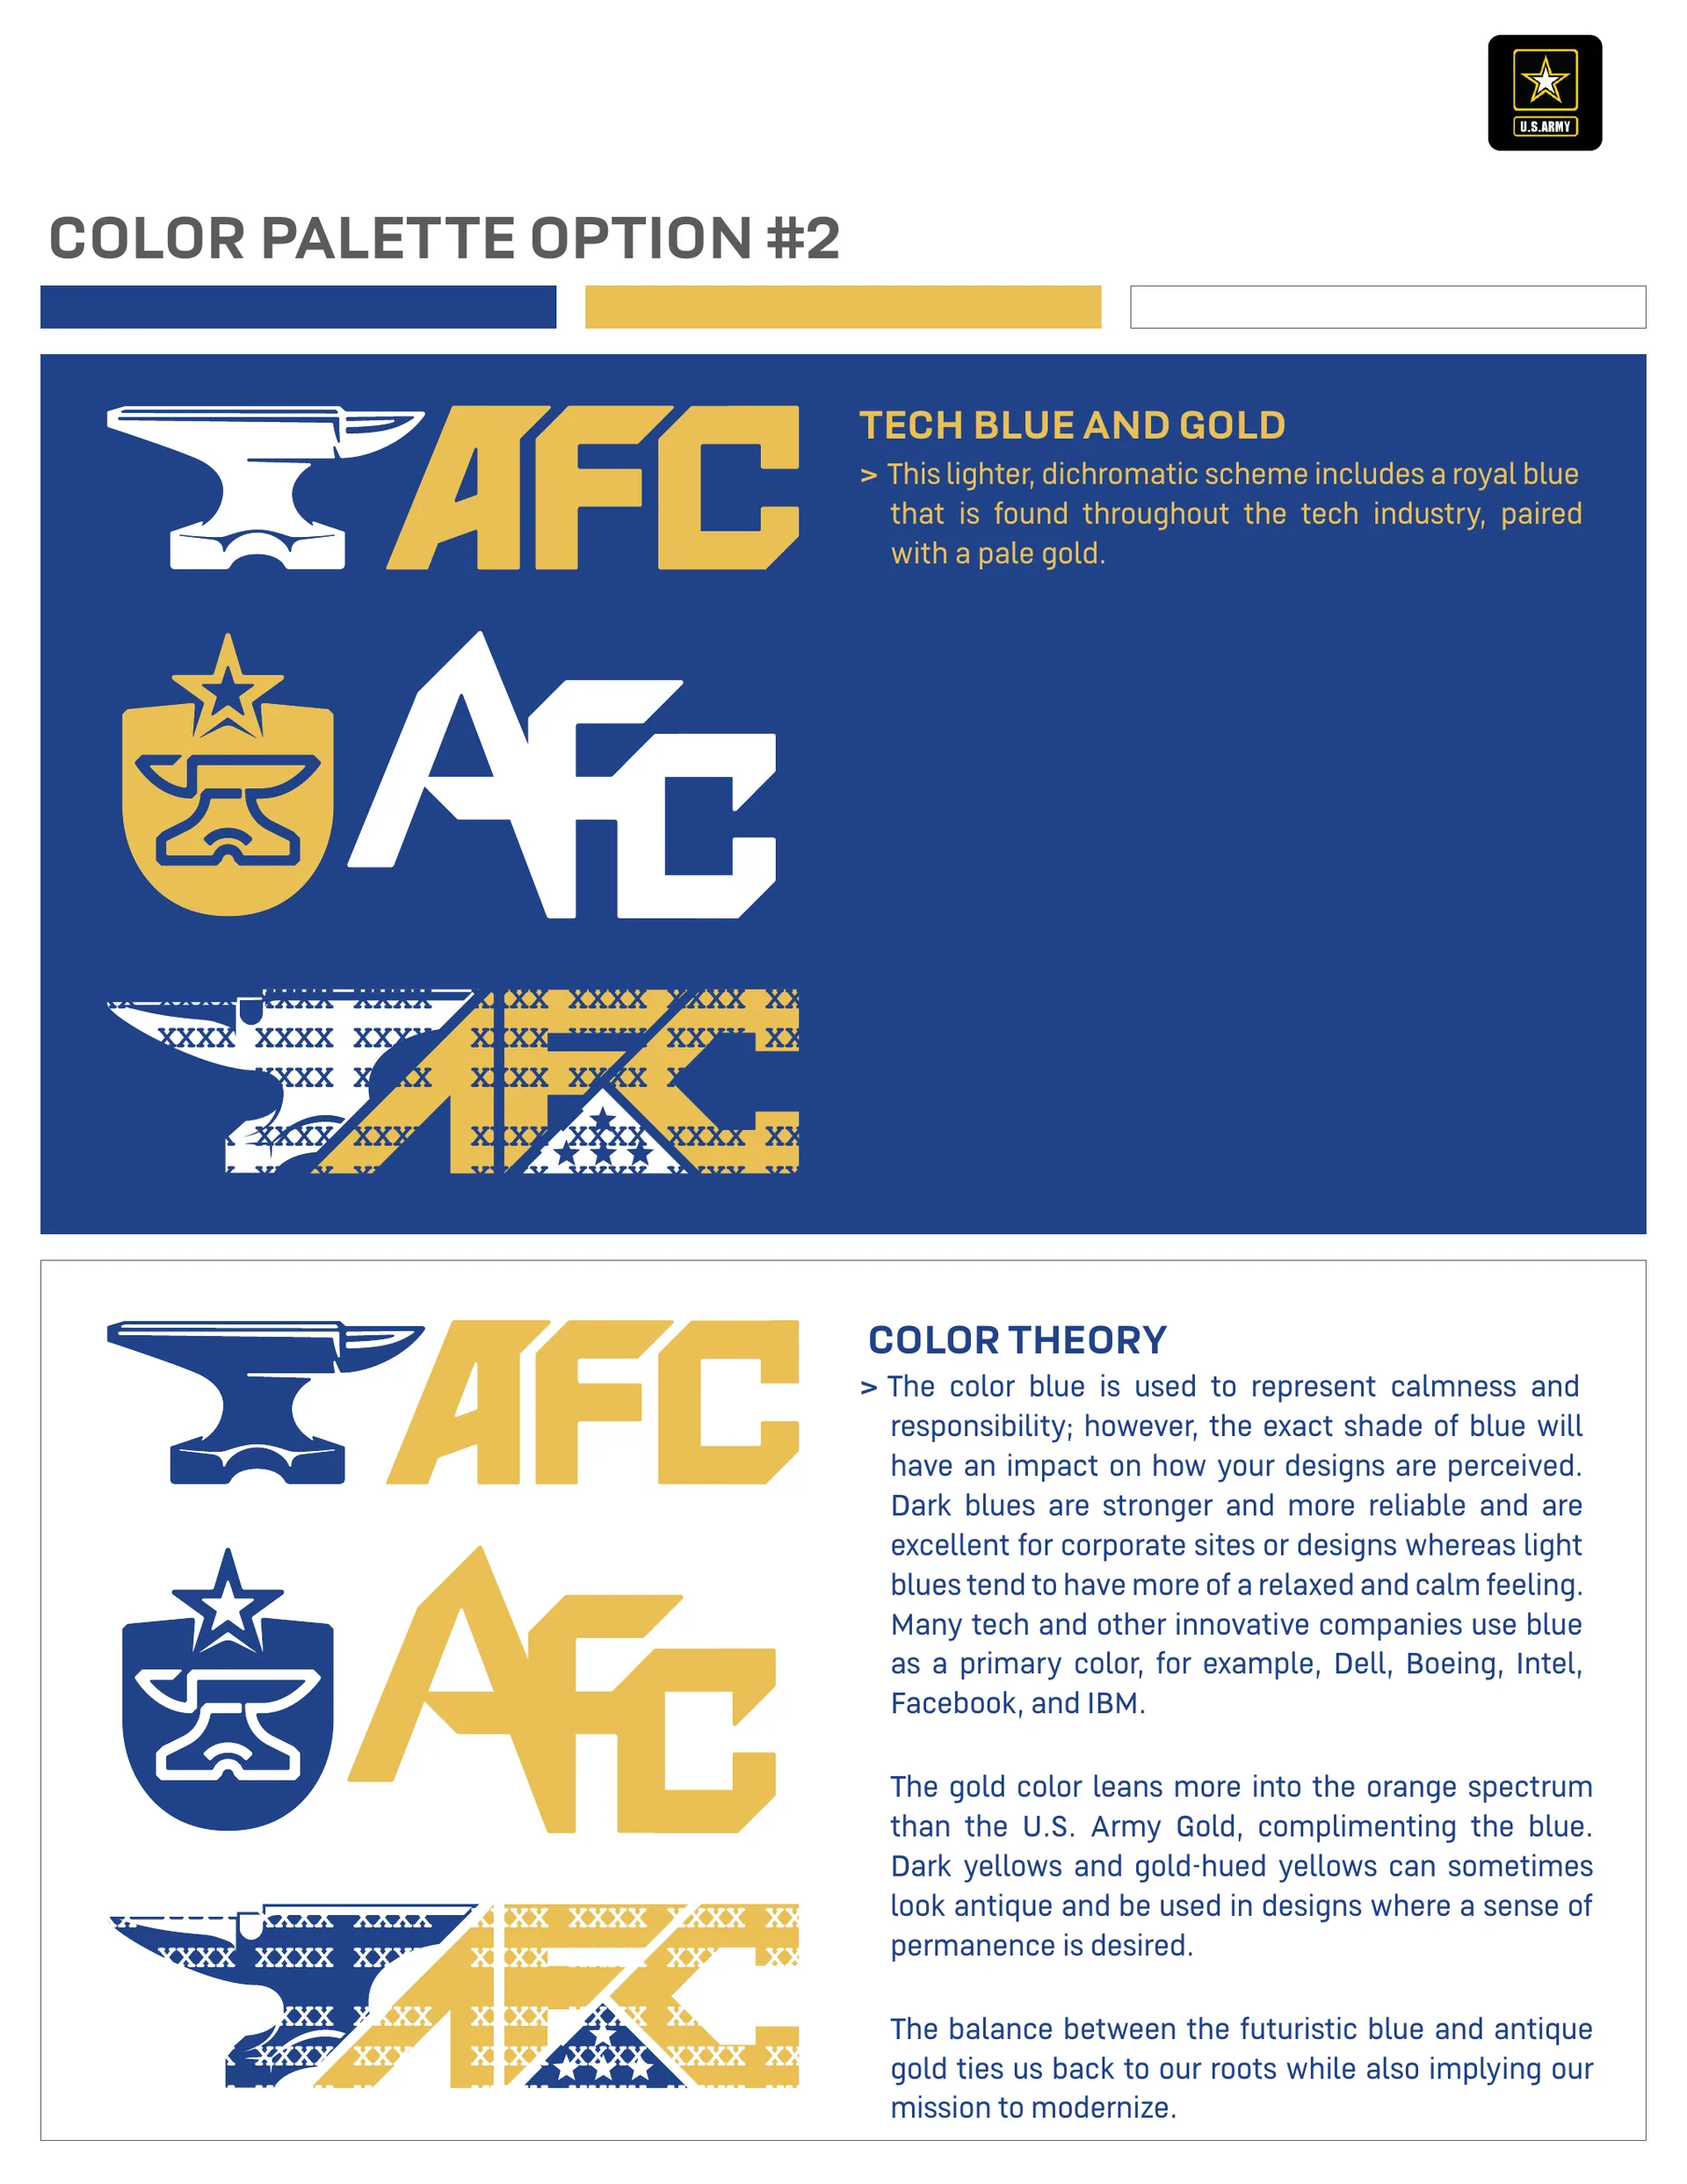 U.S.ARMY
COLOR PALETTE OPTION #2
AFC
TECH BLUE AND GOLD
> This lighter, dichromatic scheme includes a royal blue
that is found throughout the tech industry, paired
with a pale gold.
AFC
AFC
AFC
COLOR THEORY
> The color blue is used to represent calmness and
responsibility; however, the exact shade of blue will
have an impact on how your designs are perceived.
Dark blues are stronger and more reliable and are
excellent for corporate sites or designs whereas light
blues tend to have more of a relaxed and calm feeling.
Many tech and other innovative companies use blue
as a primary color, for example, Dell, Boeing, Intel,
Facebook, and IBM.
AFC
The gold color leans more into the orange spectrum
than the U.S. Army Gold, complimenting the blue.
Dark yellows and gold-hued yellows can sometimes
look antique and be used in designs where a sense of
permanence is desired.
AFC
The balance between the futuristic blue and antique
gold ties us back to our roots while also implying our
mission to modernize.